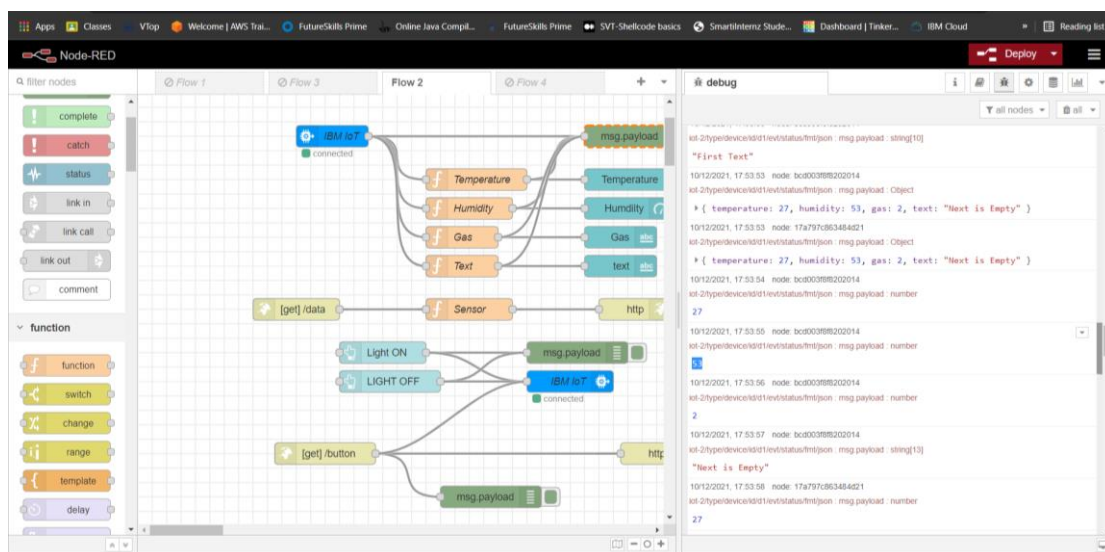 Apps Classes VTop Welcome | AWS Trai... FutureSkills Prime Online Java Compil... FutureSkills Prime SVT-Shellcode basics SmartInternz Stude... Dashboard | Tinker... IBM Cloud » Reading list
Node-RED Deploy
filter nodes
complete
catch
status
link in
link call
link out
comment
function
function
switch
change
range
template
delay
Flow 1 Flow 3 Flow 2 Flow 4
IBM IoT msg.payload
connected
Temperature Temperature
Humidity Humdiity
Gas Gas abc
Text text abc
[get] /data Sensor http
Light ON msg.payload
LIGHT OFF IBM IoT
connected
[get] /button http
msg.payload
debug
all nodes all
iot-2/type/device/id/d1/evt/status/fmt/json : msg.payload : string[10]
"First Text"
10/12/2021, 17:53:53 node: bcd003f8f8202014
iot-2/type/device/id/d1/evt/status/fmt/json : msg.payload : Object
{ temperature: 27, humidity: 53, gas: 2, text: "Next is Empty" }
10/12/2021, 17:53:53 node: 17a797c863484d21
iot-2/type/device/id/d1/evt/status/fmt/json : msg.payload : Object
{ temperature: 27, humidity: 53, gas: 2, text: "Next is Empty" }
10/12/2021, 17:53:54 node: bcd003f8f8202014
iot-2/type/device/id/d1/evt/status/fmt/json : msg.payload : number
27
10/12/2021, 17:53:55 node: bcd003f8f8202014
iot-2/type/device/id/d1/evt/status/fmt/json : msg.payload : number
53
10/12/2021, 17:53:56 node: bcd003f8f8202014
iot-2/type/device/id/d1/evt/status/fmt/json : msg.payload : number
2
10/12/2021, 17:53:57 node: bcd003f8f8202014
iot-2/type/device/id/d1/evt/status/fmt/json : msg.payload : string[13]
"Next is Empty"
10/12/2021, 17:53:58 node: 17a797c863484d21
iot-2/type/device/id/d1/evt/status/fmt/json : msg.payload : number
27